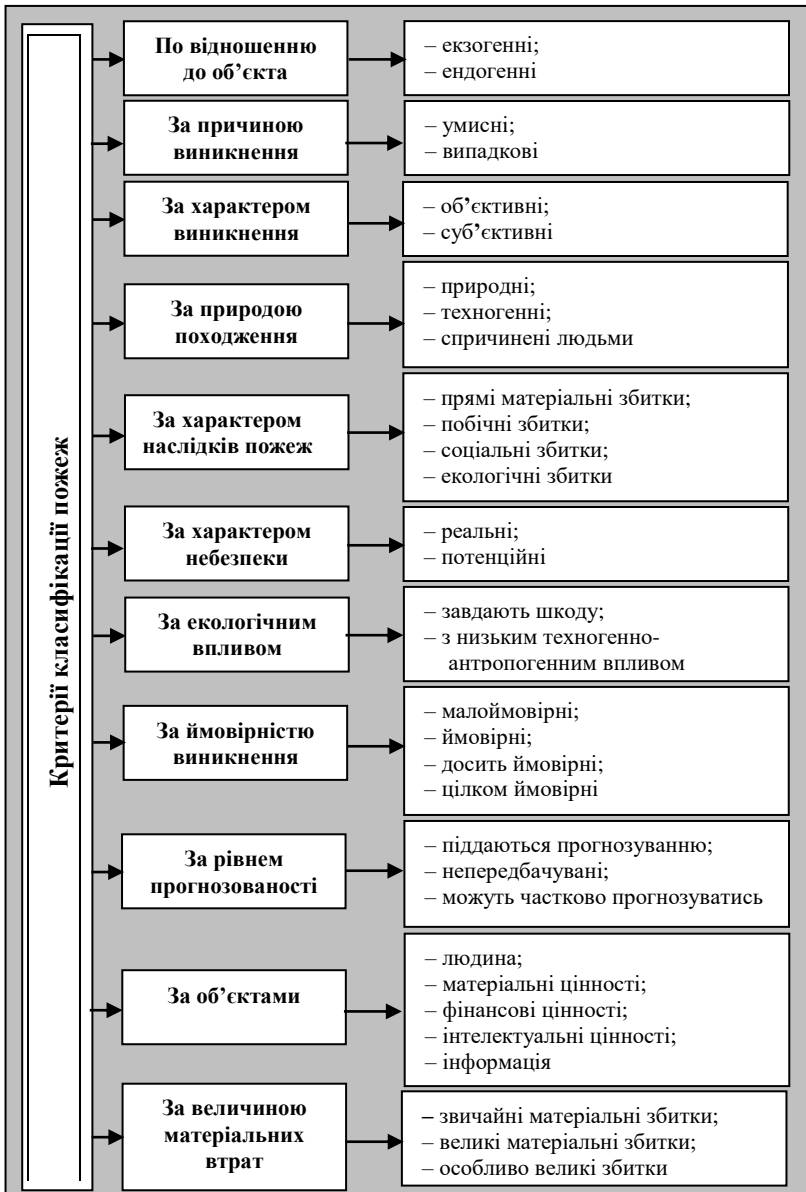 Критерії класифікації пожеж
По відношенню
до об’єкта
– екзогенні;
– ендогенні
За причиною
виникнення
– умисні;
– випадкові
За характером
виникнення
– об’єктивні;
– суб’єктивні
За природою
походження
– природні;
– техногенні;
– спричинені людьми
За характером
наслідків пожеж
– прямі матеріальні збитки;
– побічні збитки;
– соціальні збитки;
– екологічні збитки
За характером
небезпеки
– реальні;
– потенційні
За екологічним
впливом
– завдають шкоду;
– з низьким техногенно-
антропогенним впливом
За ймовірністю
виникнення
– малоймовірні;
– ймовірні;
– досить ймовірні;
– цілком ймовірні
За рівнем
прогнозованості
– піддаються прогнозуванню;
– непередбачувані;
– можуть частково прогнозуватись
За об’єктами
– людина;
– матеріальні цінності;
– фінансові цінності;
– інтелектуальні цінності;
– інформація
За величиною
матеріальних
втрат
– звичайні матеріальні збитки;
– великі матеріальні збитки;
– особливо великі збитки